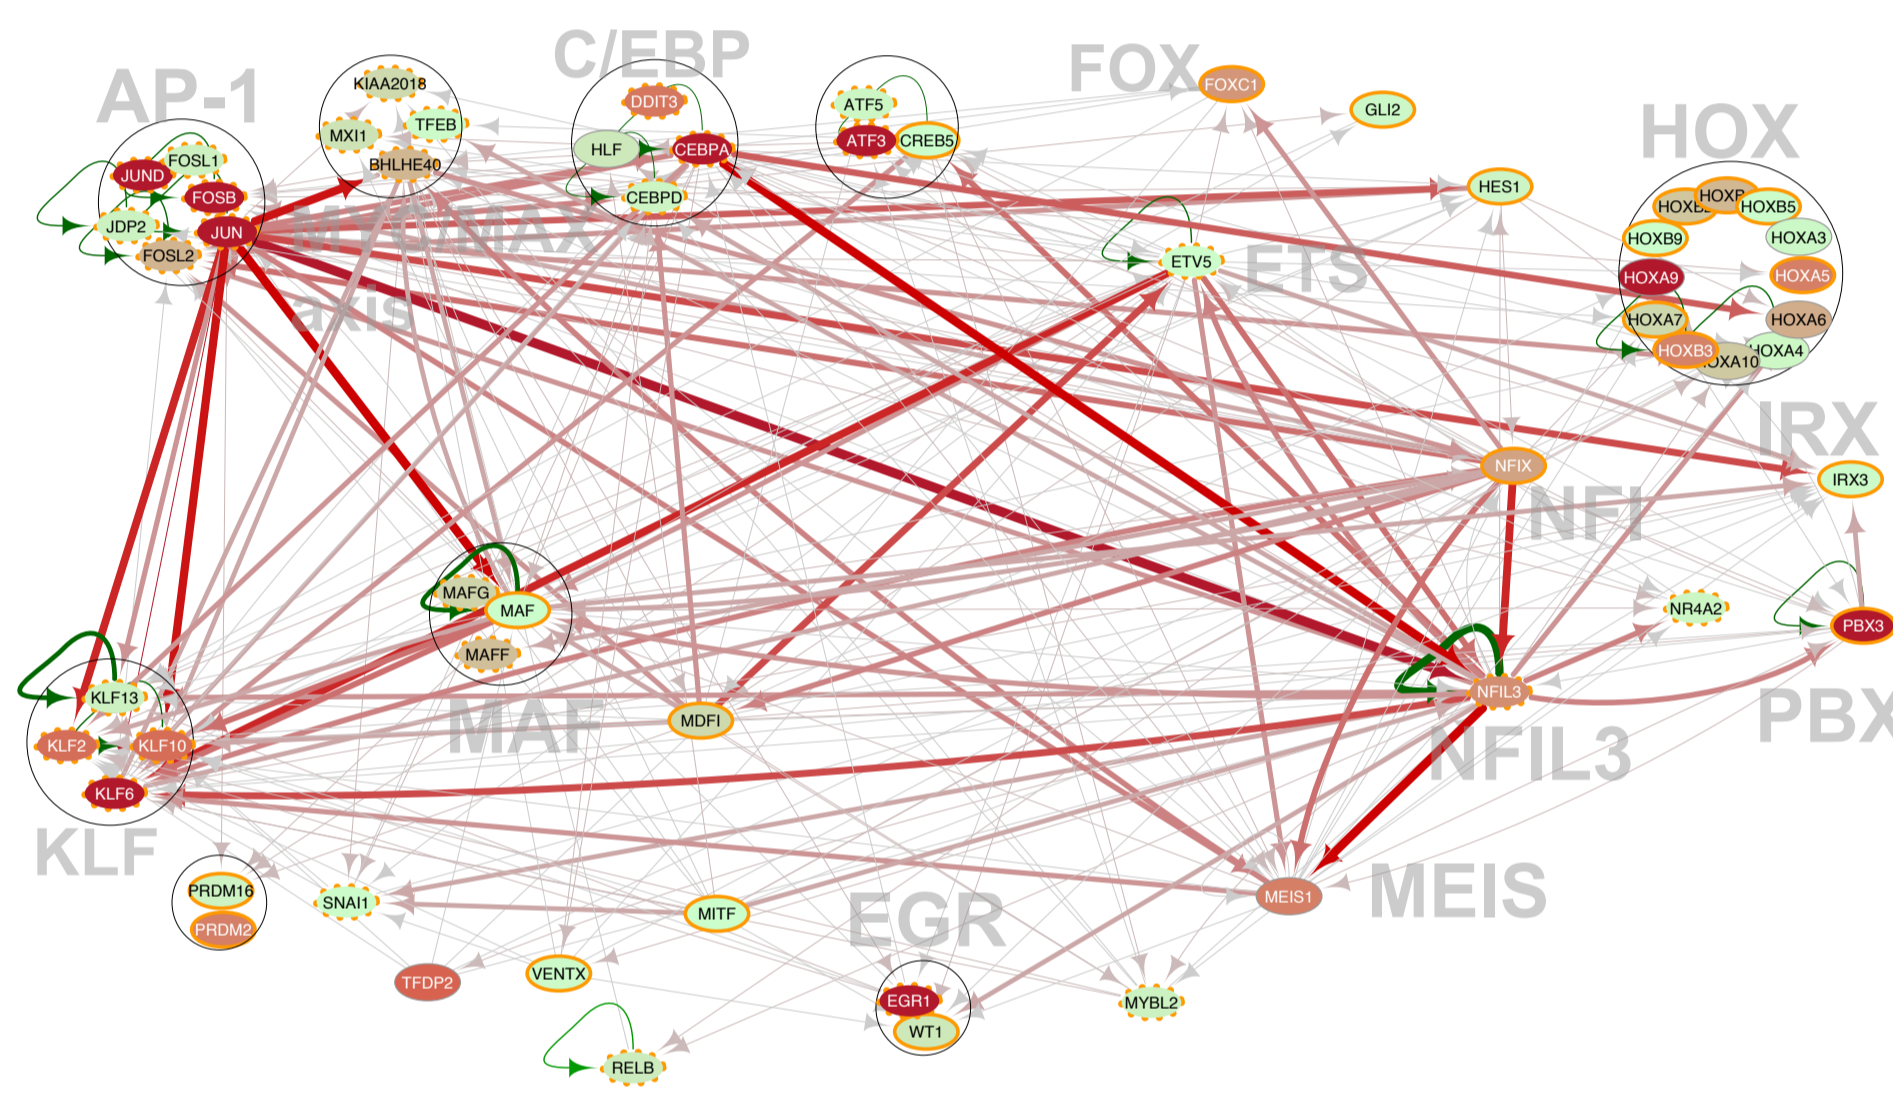 C/EBP
FOX
AP-1
HOX
KIAA2018
MXI1
TFEB
BHLHE40
DDIT3
HLF
CEBPA
CEBPD
ATF5
ATF3
CREB5
FOXC1
GLI2
HES1
JUND
FOSL1
FOSB
JDP2
JUN
FOSL2
MYC/MAX
axis
ETV5
ETS
HOXB5
HOXB9
HOXA3
HOXA9
HOXA5
HOXA7
HOXA6
HOXB3
HOXA4
IRX
NFIX
NFI
IRX3
MAFG
MAF
MAFF
NR4A2
PBX3
KLF13
KLF2
KLF10
KLF6
MAF
MDFI
NFIL3
NFIL3
PBX
KLF
PRDM16
PRDM2
SNAI1
MITF
EGR
MEIS1
MEIS
TFDP2
VENTX
EGR1
WT1
MYBL2
RELB